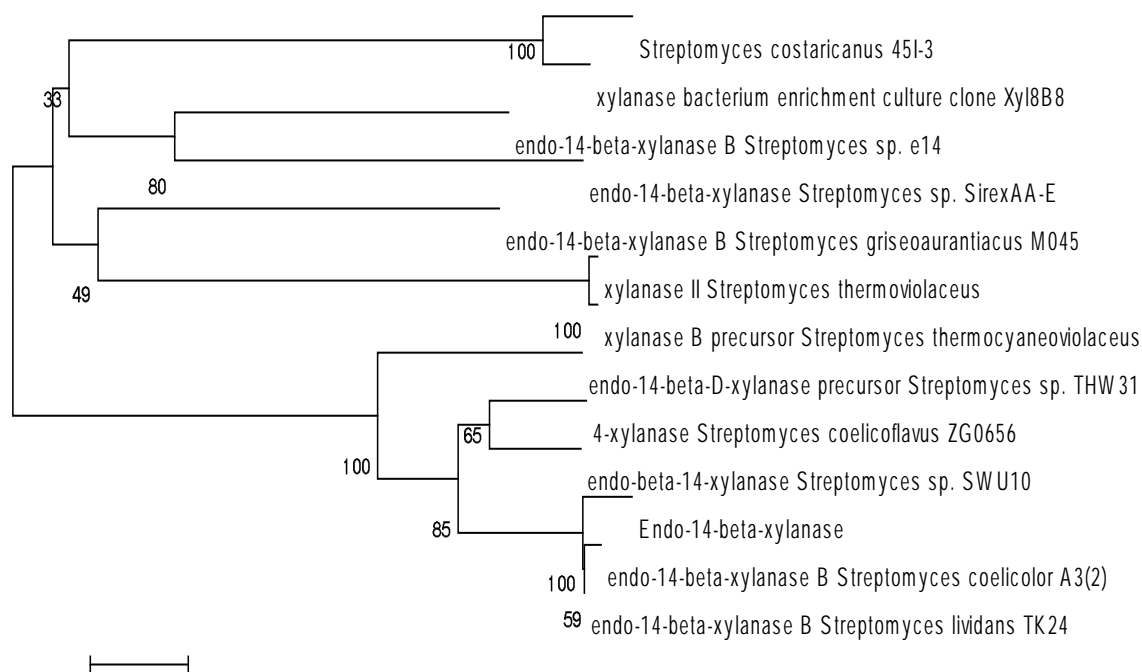 Streptomyces costaricanus 45I-3
100
xylanase bacterium enrichment culture clone Xyl8B8
33
endo-14-beta-xylanase B Streptomyces sp. e14
80
endo-14-beta-xylanase Streptomyces sp. SirexAA-E
endo-14-beta-xylanase B Streptomyces griseoaurantiacus M045
49
xylanase II Streptomyces thermoviolaceus
100
xylanase B precursor Streptomyces thermocyaneoviolaceus
endo-14-beta-D-xylanase precursor Streptomyces sp. THW31
4-xylanase Streptomyces coelicoflavus ZG0656
65
100
endo-beta-14-xylanase Streptomyces sp. SWU10
85
Endo-14-beta-xylanase
100
endo-14-beta-xylanase B Streptomyces coelicolor A3(2)
59
endo-14-beta-xylanase B Streptomyces lividans TK24